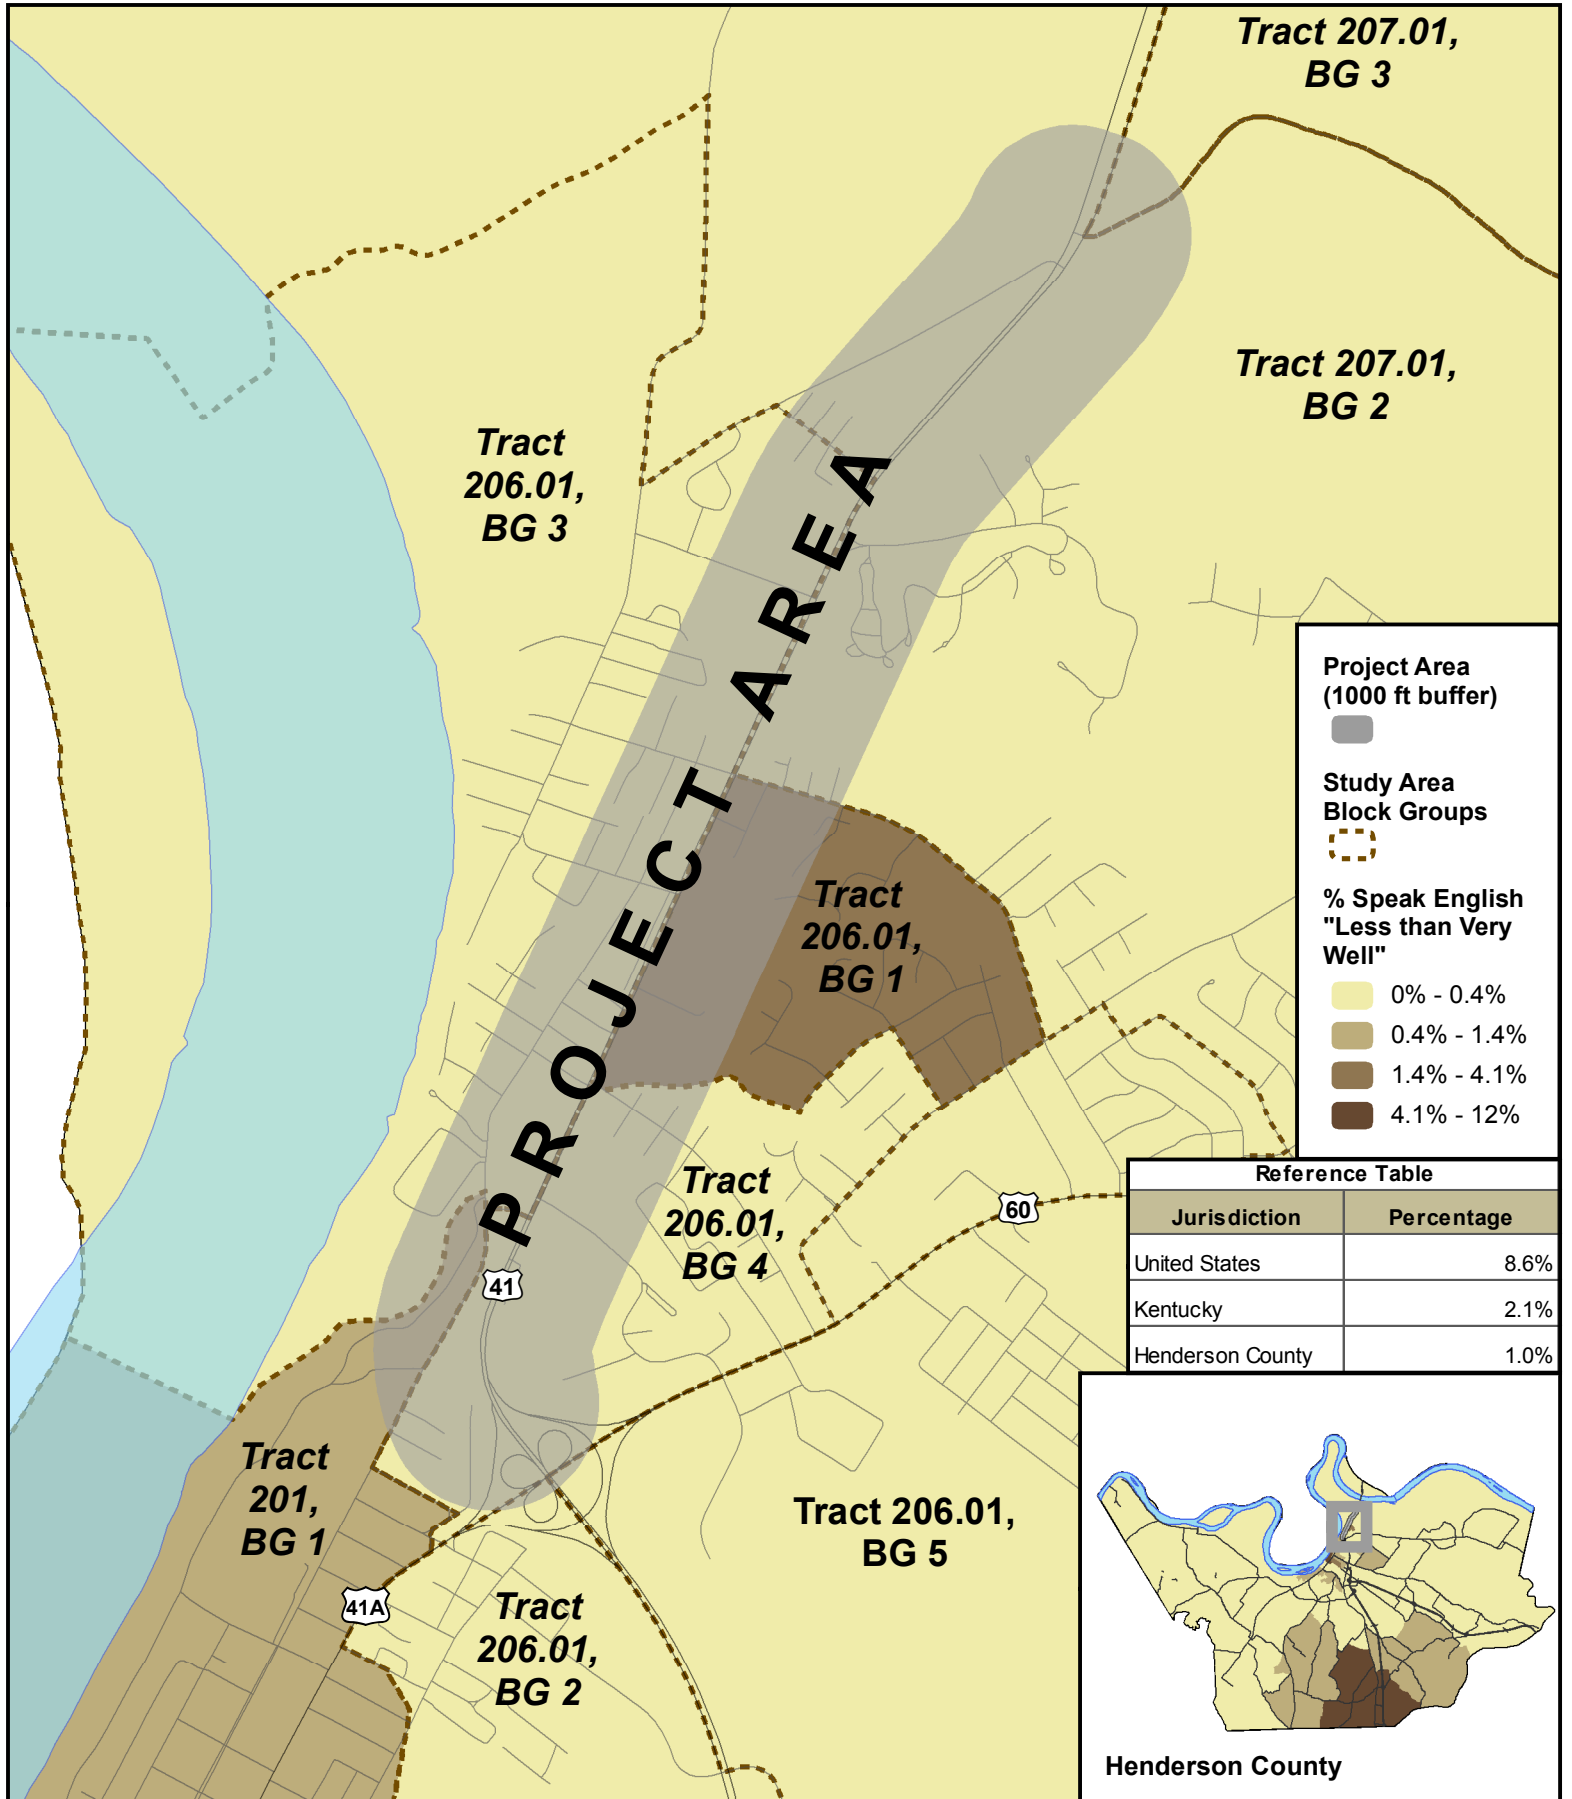 Tract 207.01,
BG 3
Tract 207.01,
BG 2
Tract
206.01,
BG 3
PROJECT AREA
Tract
206.01,
BG 1
Tract
206.01,
BG 4
60
41
Tract
201,
BG 1
Tract 206.01,
BG 5
41A
Tract
206.01,
BG 2
Project Area
(1000 ft buffer)
Study Area
Block Groups
% Speak English
"Less than Very
Well"
0% - 0.4%
0.4% - 1.4%
1.4% - 4.1%
4.1% - 12%
Reference Table
Jurisdiction Percentage
United States 8.6%
Kentucky 2.1%
Henderson County 1.0%
Henderson County